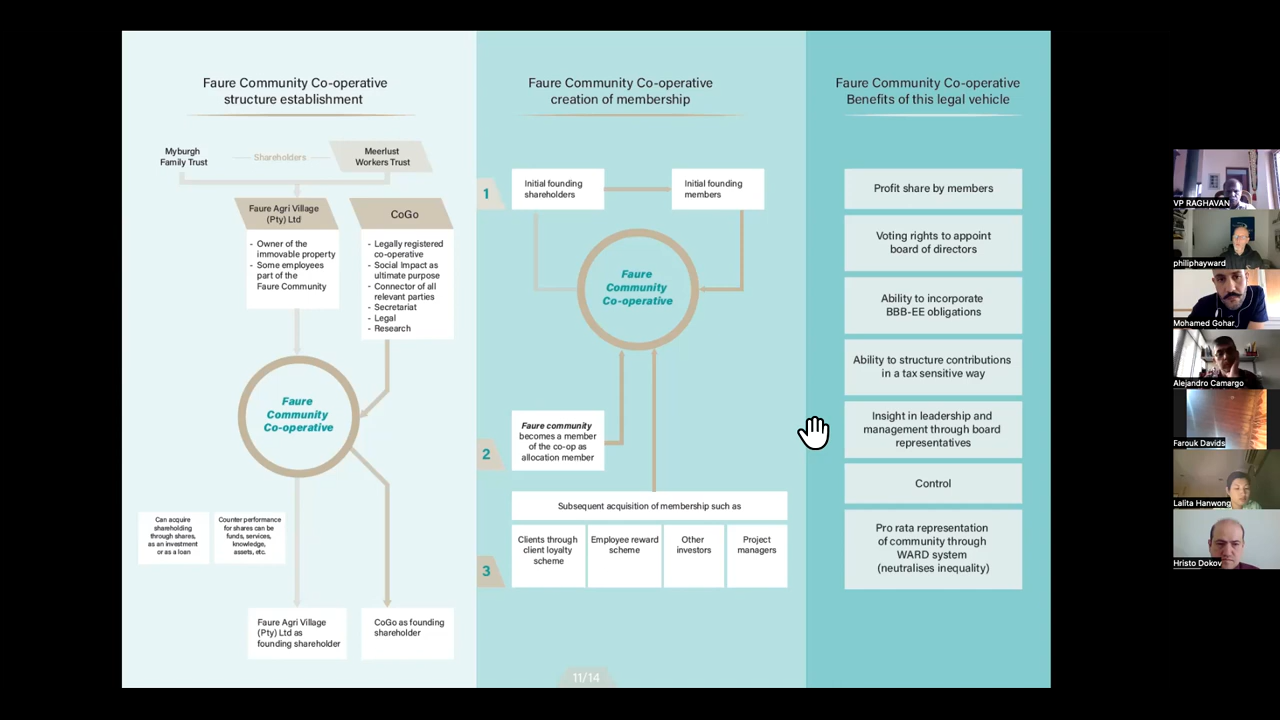 Faure Community Co-operative
structure establishment
Myburgh
Family Trust
Shareholders
Meerlust
Workers Trust
Faure Agri Village
(Pty) Ltd
CoGo
- Owner of the
immovable property
- Some employees
part of the
Faure Community
- Legally registered
co-operative
- Social Impact as
ultimate purpose
- Connector of all
relevant parties
- Secretariat
- Legal
- Research
Faure
Community
Co-operative
Can acquire
shareholding
through shares,
as an investment
or as a loan
Counter performance
for shares can be
funds, services,
knowledge,
assets, etc.
Faure Agri Village
(Pty) Ltd as
founding shareholder
CoGo as founding
shareholder
Faure Community Co-operative
creation of membership
1
Initial founding
shareholders
Initial founding
members
Faure
Community
Co-operative
2
Faure community
becomes a member
of the co-op as
allocation member
Subsequent acquisition of membership such as
3
Clients through
client loyalty
scheme
Employee reward
scheme
Other
investors
Project
managers
11/14
Faure Community Co-operative
Benefits of this legal vehicle
Profit share by members
Voting rights to appoint
board of directors
Ability to incorporate
BBB-EE obligations
Ability to structure contributions
in a tax sensitive way
Insight in leadership and
management through board
representatives
Control
Pro rata representation
of community through
WARD system
(neutralises inequality)
VP RAGHAVAN
philiphayward
Mohamed Gohar
Alejandro Camargo
Farouk Davids
Lalita Hanwong
Hristo Dokov